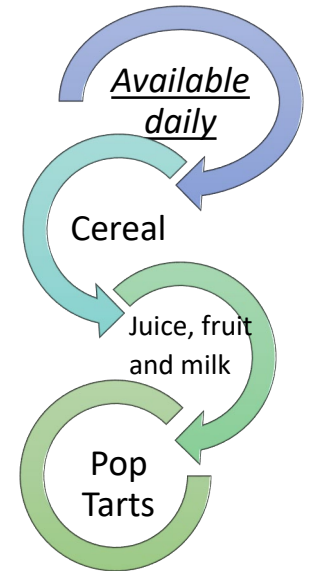 Available
daily
Cereal
Juice, fruit
and milk
Pop
Tarts